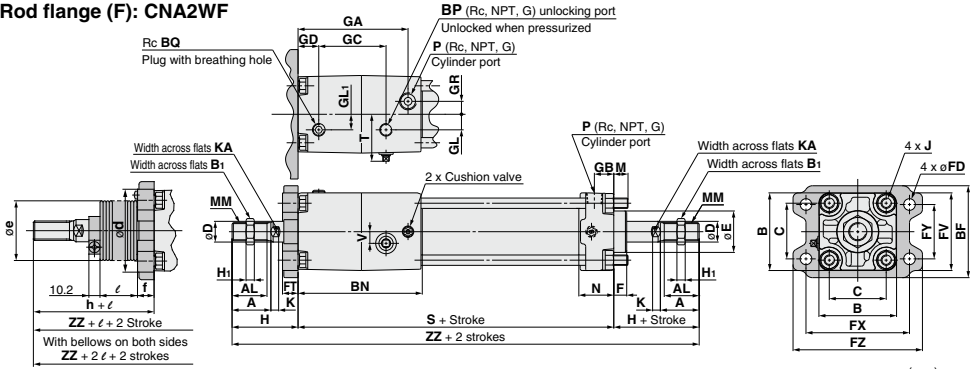 Rod flange (F): CNA2WF
BP (Rc, NPT, G) unlocking port
Unlocked when pressurized
GA
GD
GC
Rc BQ
Plug with breathing hole
P (Rc, NPT, G)
Cylinder port
GL1
GR
T
GL
P (Rc, NPT, G)
Cylinder port
Width across flats KA
Width across flats B1
Width across flats KA
Width across flats B1
4 x J
4 x øFD
2 x Cushion valve
GB
M
MM
MM
øe
ød
øD
V
øD
øE
B
C
FY
FV
BF
H1
H1
AL
AL
FT
BN
N
F
10.2
ℓ
f
A
K
K
A
C
B
h + ℓ
H
S + Stroke
H + Stroke
FX
ZZ + ℓ + 2 Stroke
ZZ + 2 strokes
FZ
With bellows on both sides
ZZ + 2 ℓ + 2 strokes